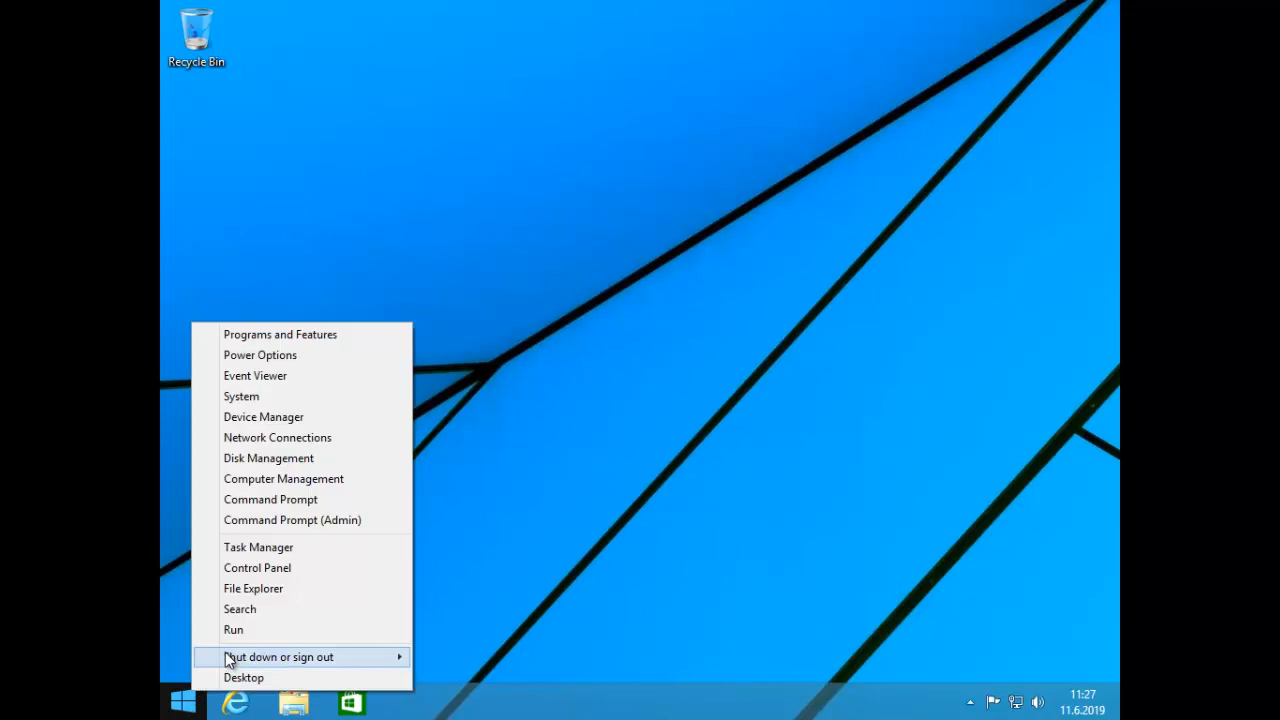 Recycle Bin
Programs and Features
Power Options
Event Viewer
System
Device Manager
Network Connections
Disk Management
Computer Management
Command Prompt
Command Prompt (Admin)
Task Manager
Control Panel
File Explorer
Search
Run
Shut down or sign out
Desktop
11:27
11.6.2019